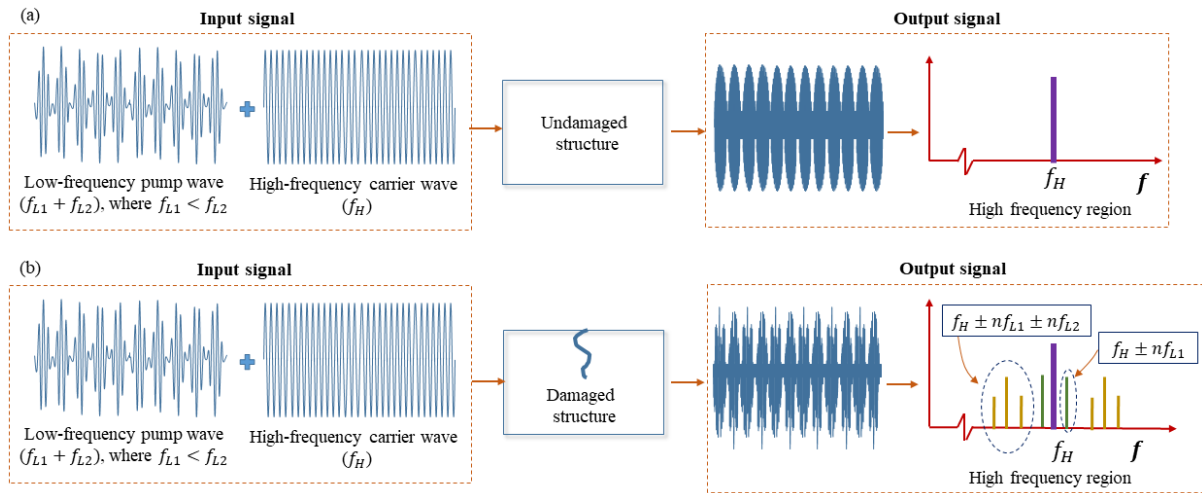 (a)
Input signal
Output signal
Low-frequency pump wave
(f_{L1} + f_{L2}), where f_{L1} < f_{L2}
High-frequency carrier wave
(f_H)
Undamaged
structure
f_H
f
High frequency region
(b)
Input signal
Output signal
Low-frequency pump wave
(f_{L1} + f_{L2}), where f_{L1} < f_{L2}
High-frequency carrier wave
(f_H)
Damaged
structure
f_H ± nf_{L1} ± nf_{L2}
f_H ± nf_{L1}
f_H
f
High frequency region